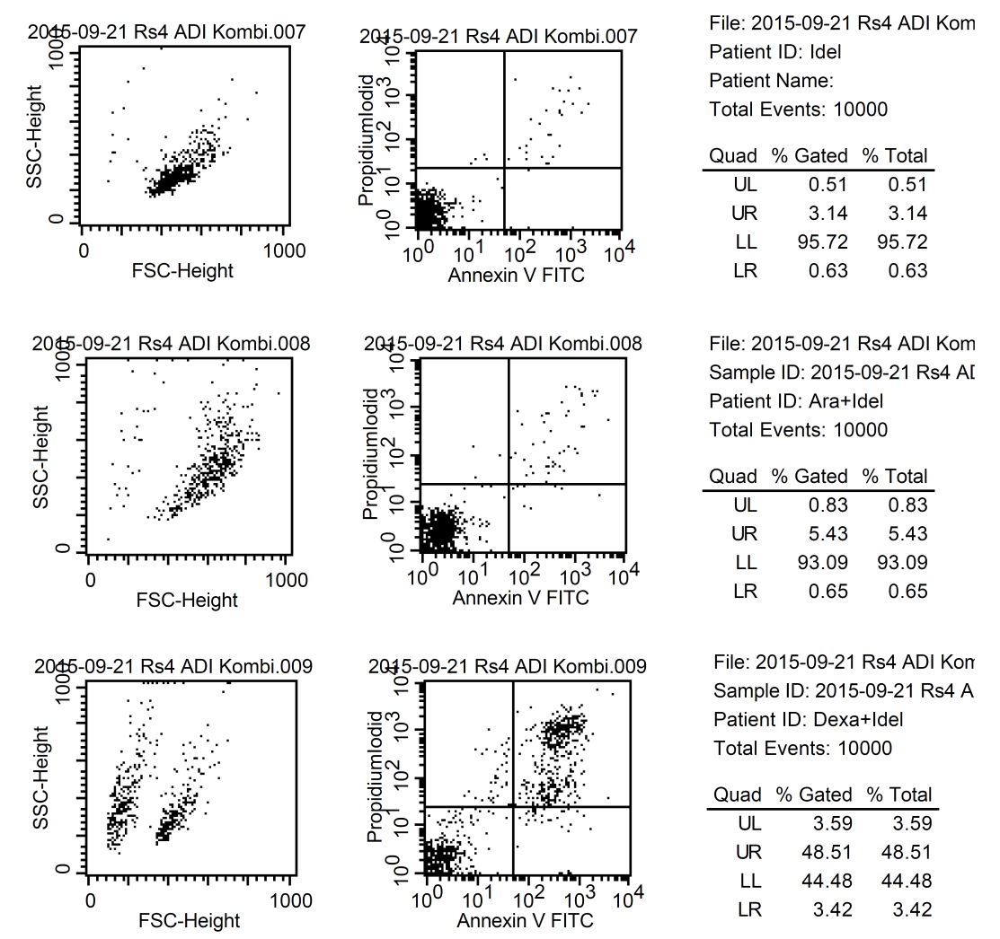 2015-09-21 Rs4 ADI Kombi.007
SSC-Height
1000
0
0
1000
FSC-Height
2015-09-21 Rs4 ADI Kombi.007
PropidiumIodid
10^4
10^3
10^2
10^1
10^0
10^0 10^1 10^2 10^3 10^4
Annexin V FITC
File: 2015-09-21 Rs4 ADI Kom
Patient ID: Idel
Patient Name:
Total Events: 10000
Quad % Gated % Total
UL 0.51 0.51
UR 3.14 3.14
LL 95.72 95.72
LR 0.63 0.63
2015-09-21 Rs4 ADI Kombi.008
SSC-Height
1000
0
0 1000
FSC-Height
2015-09-21 Rs4 ADI Kombi.008
PropidiumIodid
10^4
10^3
10^2
10^1
10^0
10^0 10^1 10^2 10^3 10^4
Annexin V FITC
File: 2015-09-21 Rs4 ADI Kom
Sample ID: 2015-09-21 Rs4 AD
Patient ID: Ara+Idel
Total Events: 10000
Quad % Gated % Total
UL 0.83 0.83
UR 5.43 5.43
LL 93.09 93.09
LR 0.65 0.65
2015-09-21 Rs4 ADI Kombi.009
SSC-Height
1000
0
0 1000
FSC-Height
2015-09-21 Rs4 ADI Kombi.009
PropidiumIodid
10^4
10^3
10^2
10^1
10^0
10^0 10^1 10^2 10^3 10^4
Annexin V FITC
File: 2015-09-21 Rs4 ADI Kom
Sample ID: 2015-09-21 Rs4 A
Patient ID: Dexa+Idel
Total Events: 10000
Quad % Gated % Total
UL 3.59 3.59
UR 48.51 48.51
LL 44.48 44.48
LR 3.42 3.42